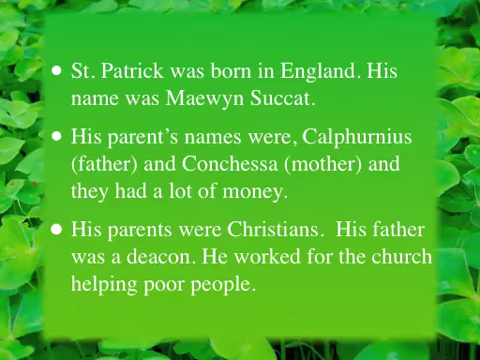 • St. Patrick was born in England. His
name was Maewyn Succat.
• His parent’s names were, Calphurnius
(father) and Conchessa (mother) and
they had a lot of money.
• His parents were Christians.  His father
was a deacon. He worked for the church
helping poor people.